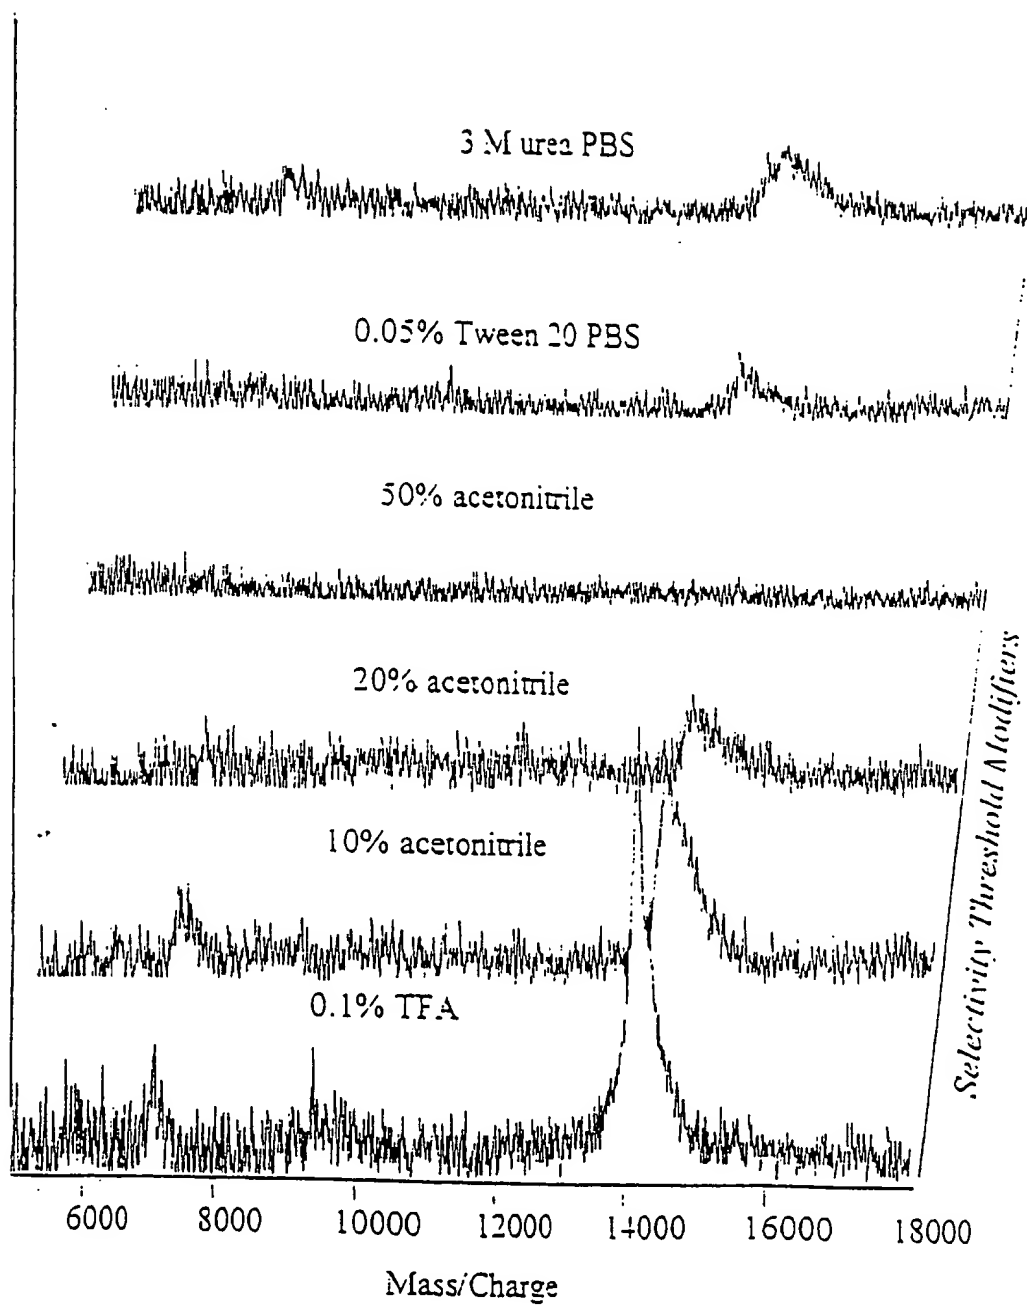 3 M urea PBS
0.05% Tween 20 PBS
50% acetonitrile
20% acetonitrile
10% acetonitrile
0.1% TFA
Selectivity Threshold Modifiers
6000 8000 10000 12000 14000 16000 18000
Mass/Charge